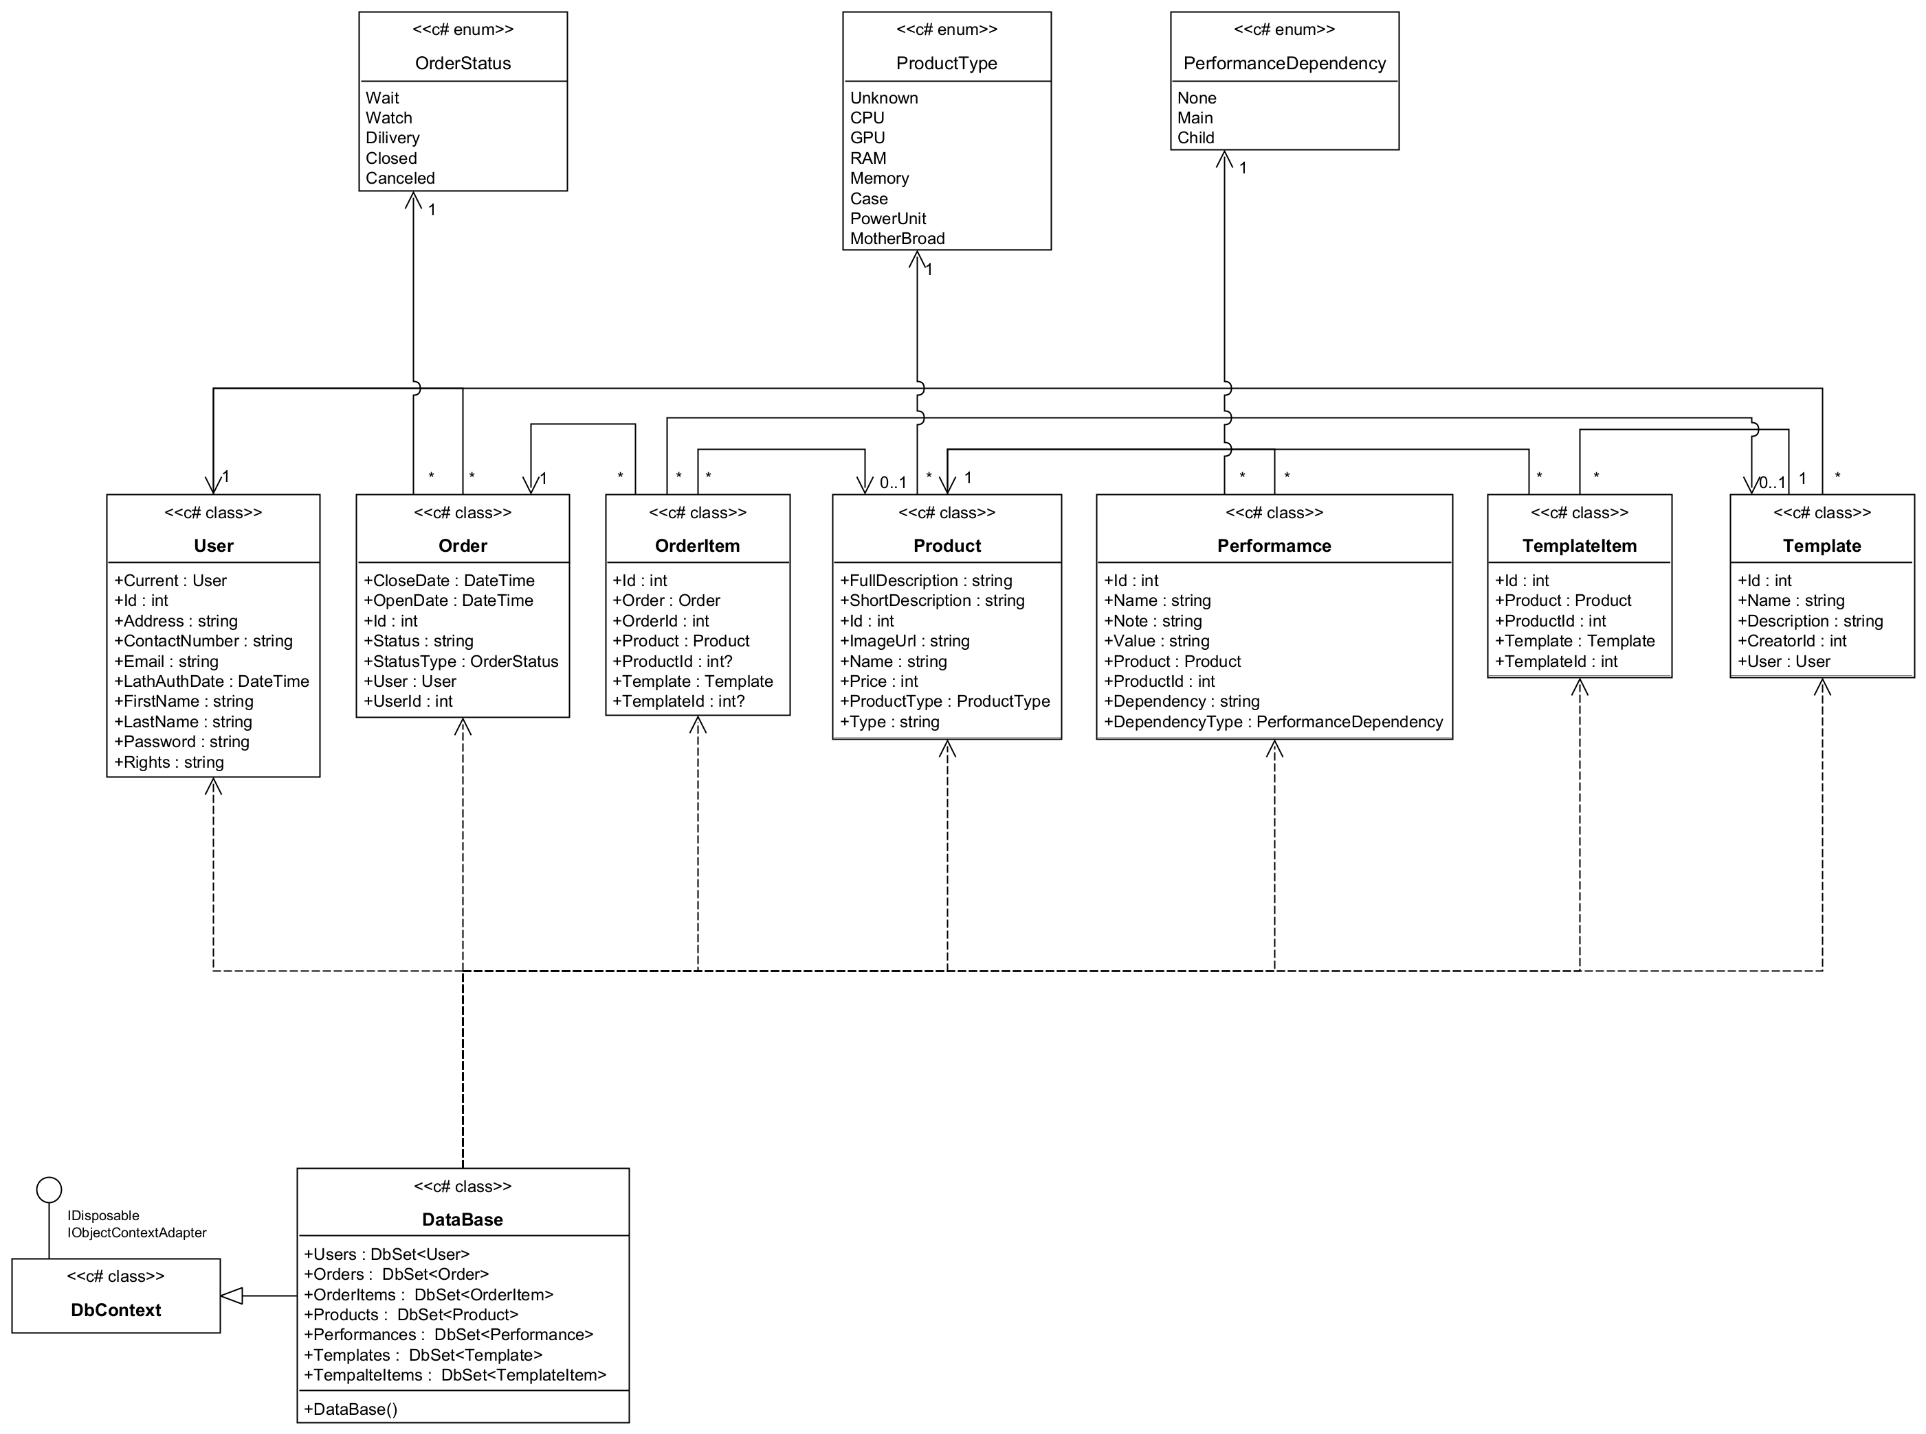 <<c# enum>>
OrderStatus
Wait
Watch
Dilivery
Closed
Canceled
1
<<c# enum>>
ProductType
Unknown
CPU
GPU
RAM
Memory
Case
PowerUnit
MotherBroad
1
<<c# enum>>
PerformanceDependency
None
Main
Child
1
1
*
*
1
*
*
*
0..1
*
1
*
*
*
*
0..1
1
*
<<c# class>>
User
+Current : User
+Id : int
+Address : string
+ContactNumber : string
+Email : string
+LathAuthDate : DateTime
+FirstName : string
+LastName : string
+Password : string
+Rights : string
<<c# class>>
Order
+CloseDate : DateTime
+OpenDate : DateTime
+Id : int
+Status : string
+StatusType : OrderStatus
+User : User
+UserId : int
<<c# class>>
OrderItem
+Id : int
+Order : Order
+OrderId : int
+Product : Product
+ProductId : int?
+Template : Template
+TemplateId : int?
<<c# class>>
Product
+FullDescription : string
+ShortDescription : string
+Id : int
+ImageUrl : string
+Name : string
+Price : int
+ProductType : ProductType
+Type : string
<<c# class>>
Performamce
+Id : int
+Name : string
+Note : string
+Value : string
+Product : Product
+ProductId : int
+Dependency : string
+DependencyType : PerformanceDependency
<<c# class>>
TemplateItem
+Id : int
+Product : Product
+ProductId : int
+Template : Template
+TemplateId : int
<<c# class>>
Template
+Id : int
+Name : string
+Description : string
+CreatorId : int
+User : User
IDisposable
IObjectContextAdapter
<<c# class>>
DbContext
<<c# class>>
DataBase
+Users : DbSet<User>
+Orders :  DbSet<Order>
+OrderItems :  DbSet<OrderItem>
+Products :  DbSet<Product>
+Performances :  DbSet<Performance>
+Templates :  DbSet<Template>
+TempalteItems :  DbSet<TemplateItem>
+DataBase()